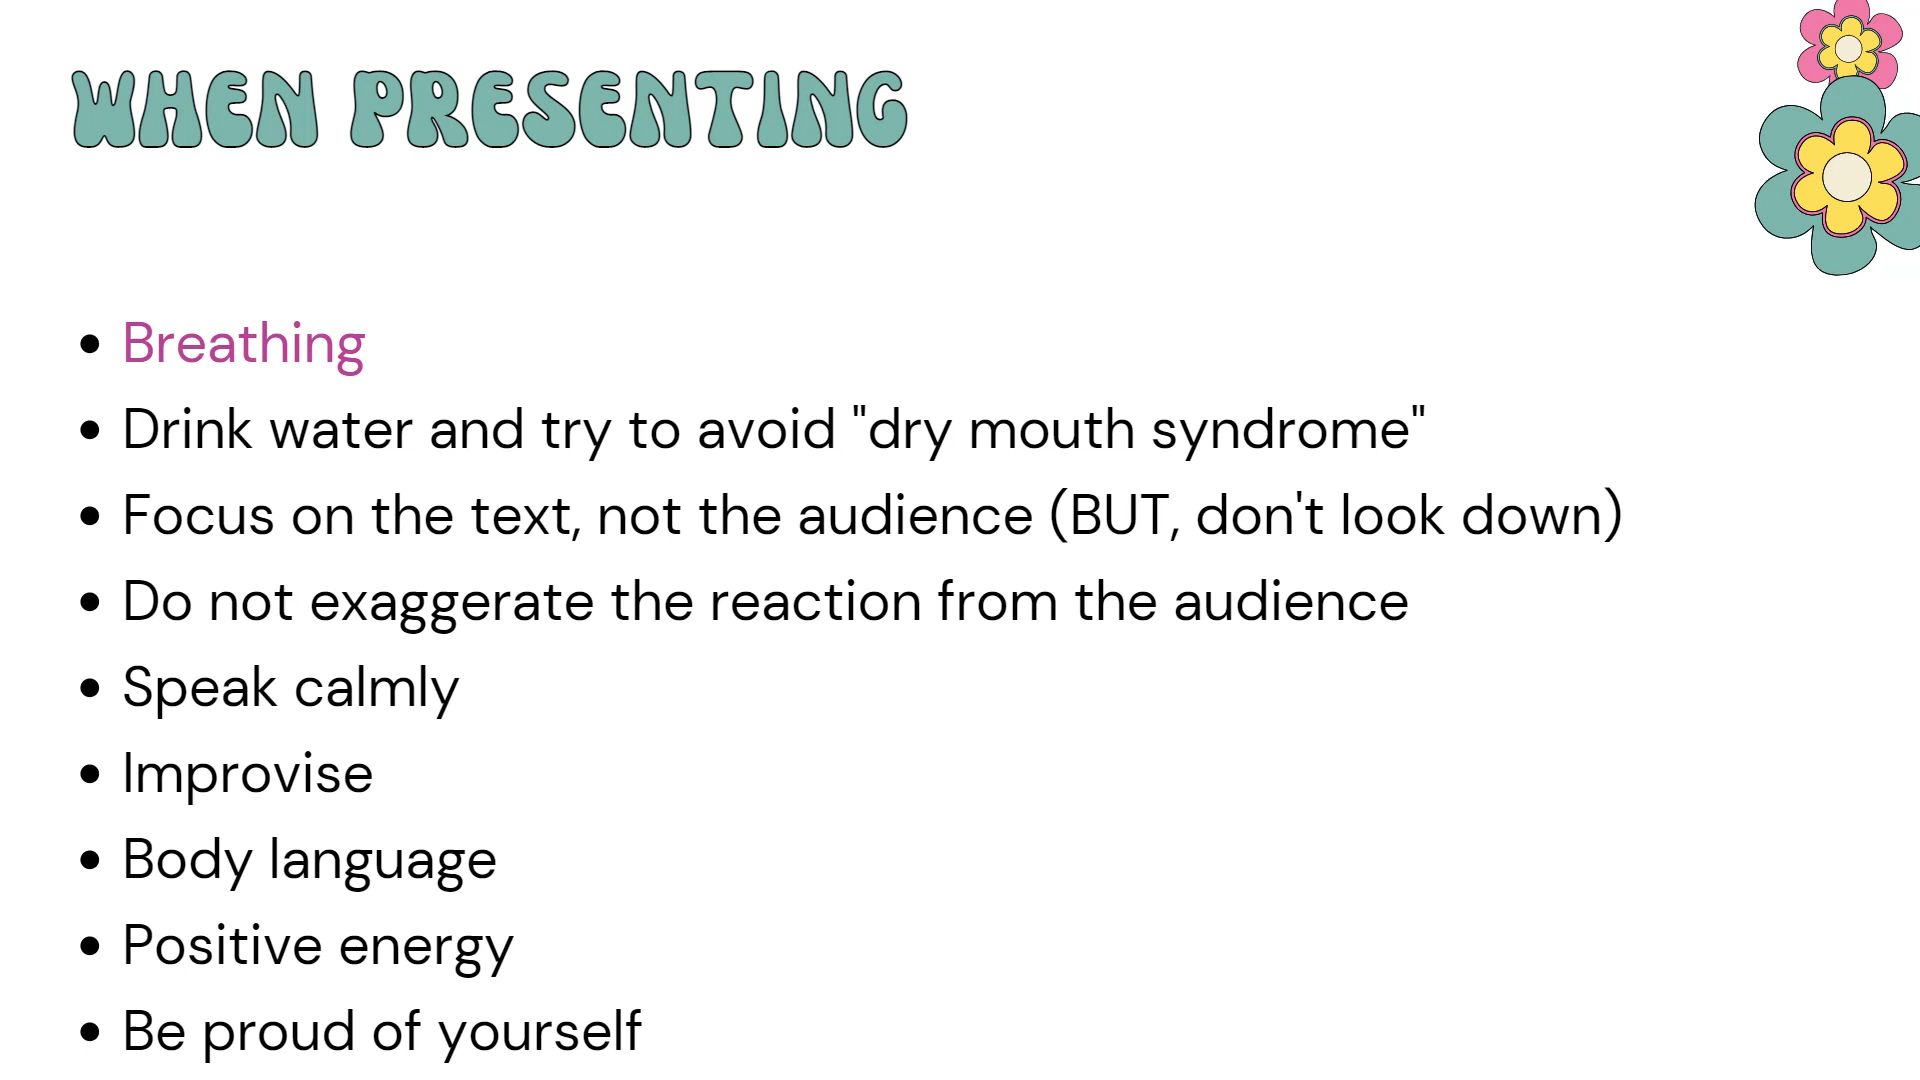 WHEN PRESENTING
• Breathing
• Drink water and try to avoid "dry mouth syndrome"
• Focus on the text, not the audience (BUT, don't look down)
• Do not exaggerate the reaction from the audience
• Speak calmly
• Improvise
• Body language
• Positive energy
• Be proud of yourself